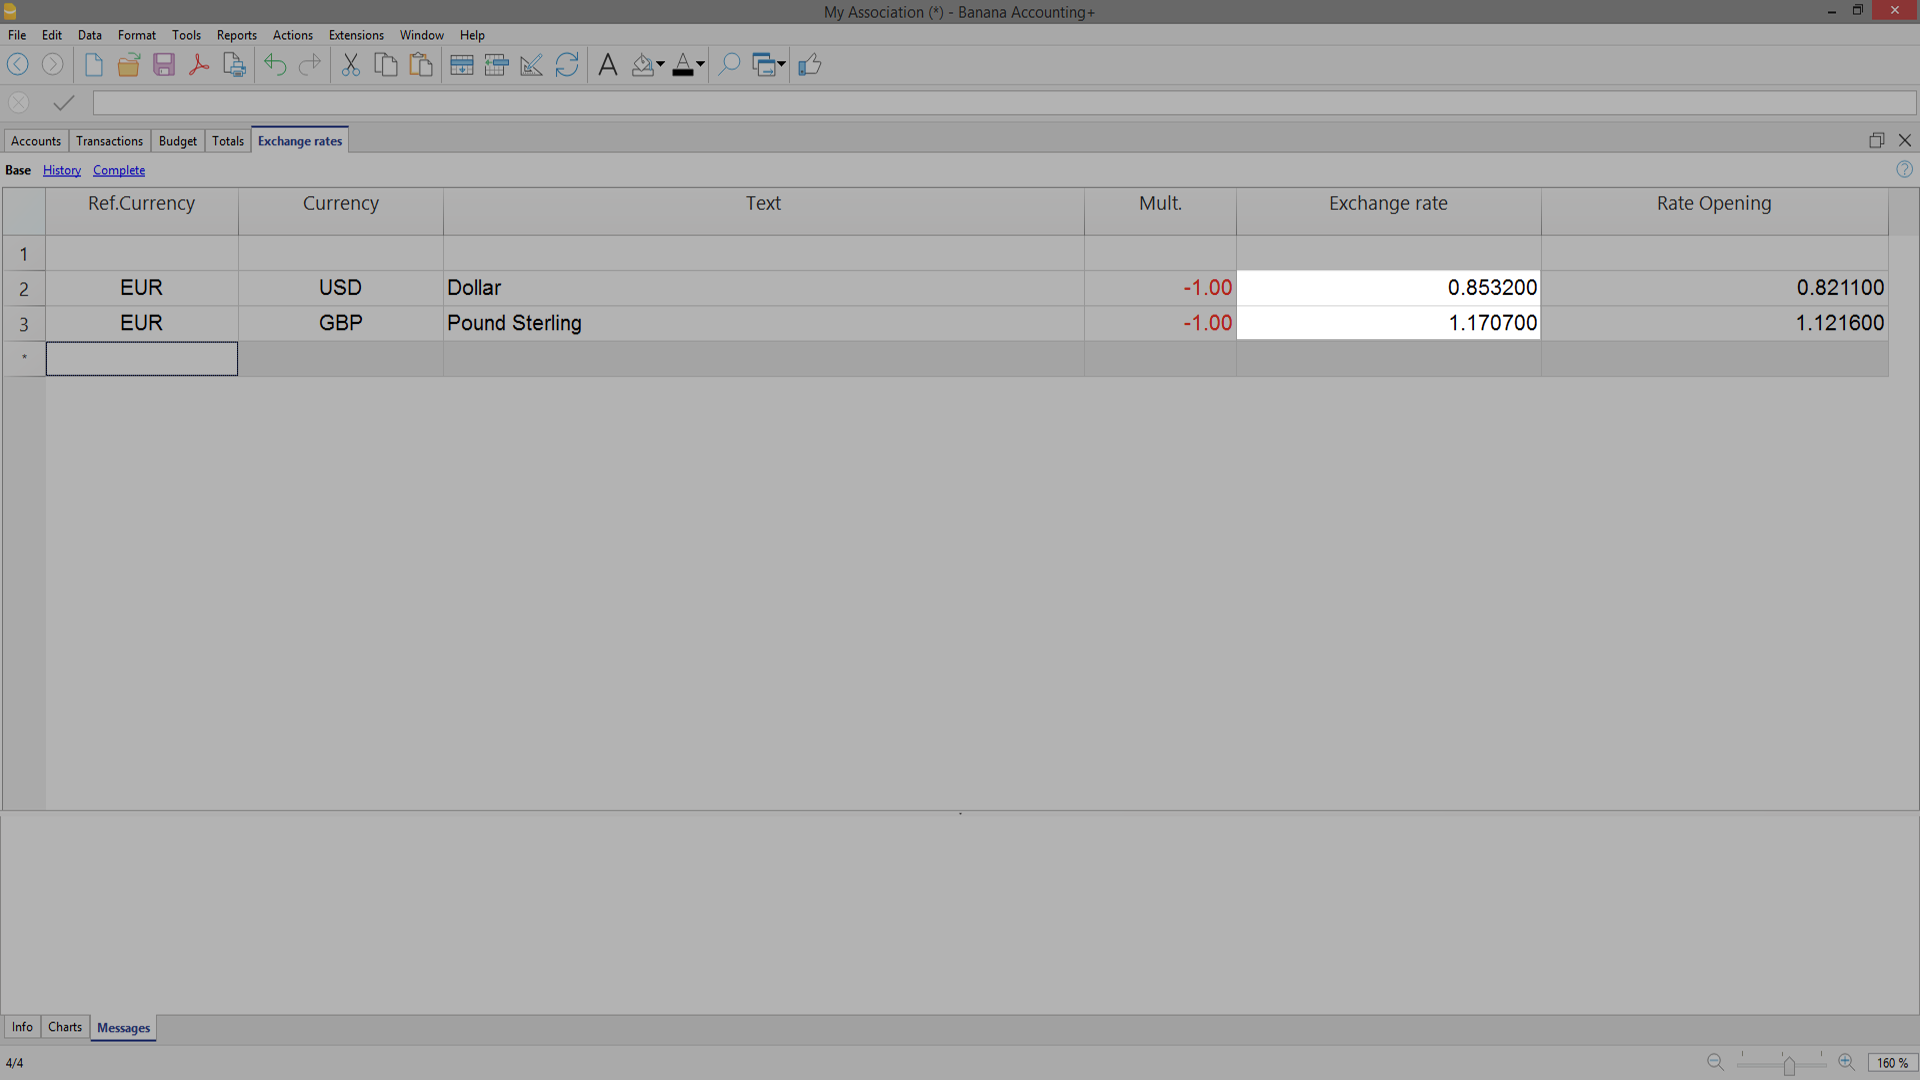 My Association (*) - Banana Accounting+
File Edit Data Format Tools Reports Actions Extensions Window Help
Accounts Transactions Budget Totals Exchange rates
Base History Complete
Ref.Currency Currency Text Mult. Exchange rate Rate Opening
1
2 EUR USD Dollar -1.00 0.853200 0.821100
3 EUR GBP Pound Sterling -1.00 1.170700 1.121600
*
Info Charts Messages
4/4 160 %